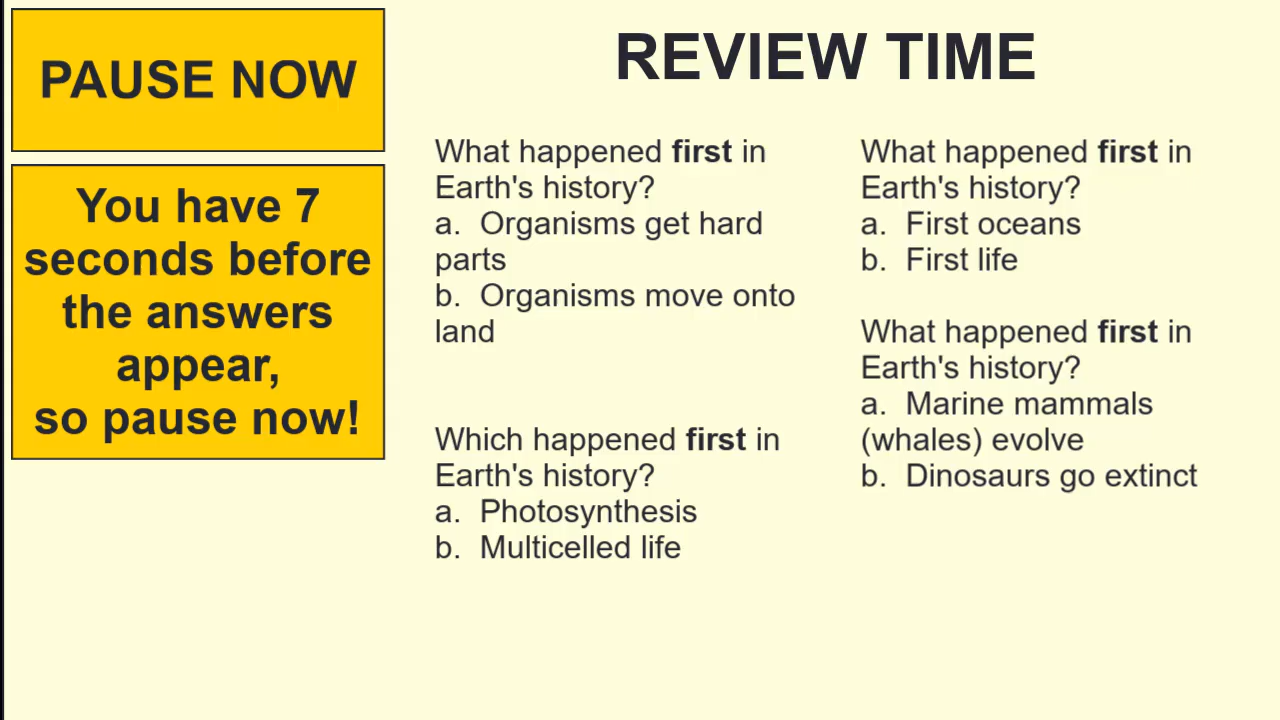 PAUSE NOW
You have 7
seconds before
the answers
appear,
so pause now!
REVIEW TIME
What happened first in
Earth's history?
a.  Organisms get hard
parts
b.  Organisms move onto
land
Which happened first in
Earth's history?
a.  Photosynthesis
b.  Multicelled life
What happened first in
Earth's history?
a.  First oceans
b.  First life
What happened first in
Earth's history?
a.  Marine mammals
(whales) evolve
b.  Dinosaurs go extinct